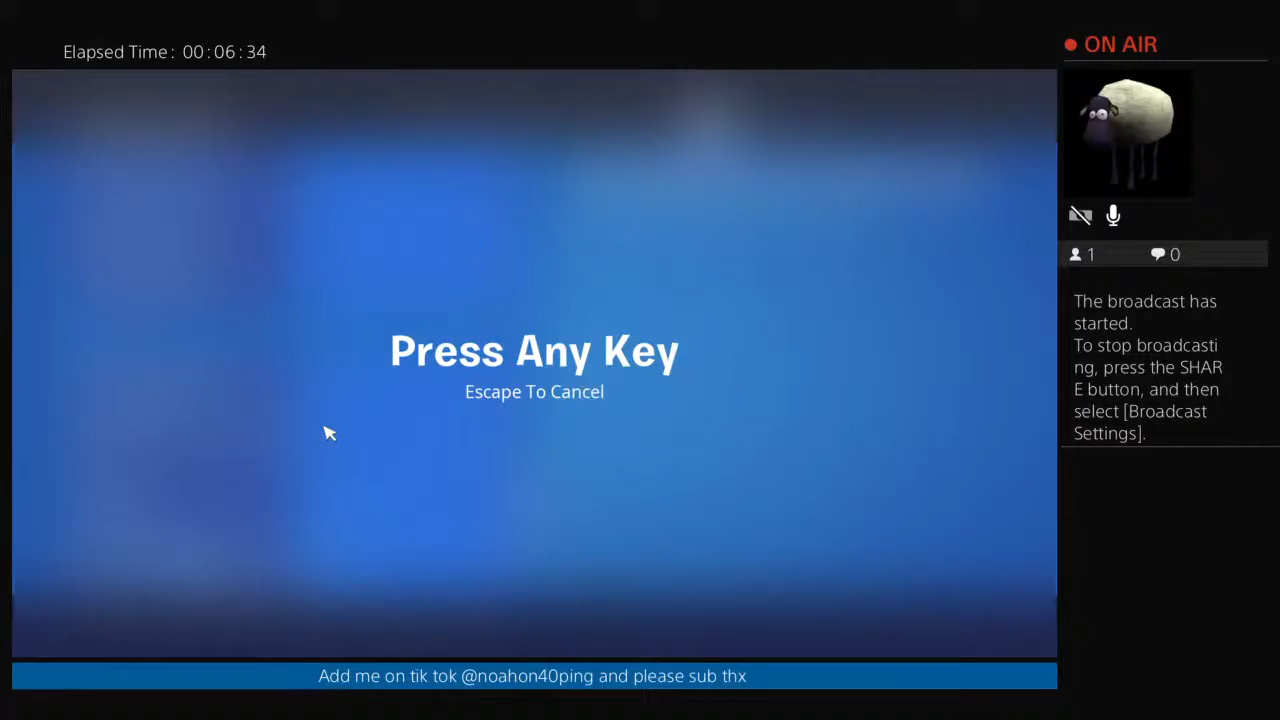 Elapsed Time: 00:06:34
ON AIR
1 0
The broadcast has
started.
To stop broadcasti
ng, press the SHAR
E button, and then
select [Broadcast
Settings].
Press Any Key
Escape To Cancel
Add me on tik tok @noahon40ping and please sub thx